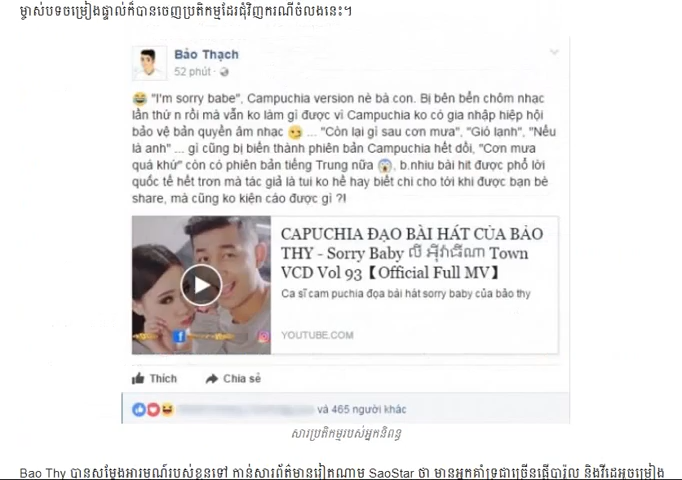 ម្ចាស់បទចម្រៀងផ្ទាល់ក៏បានចេញប្រតិកម្មដែរជុំវិញករណីចំលងនេះ។
Bảo Thạch
52 phút ·
"I'm sorry babe", Campuchia version nè bà con. Bị bên bển chôm nhạc
lần thứ n rồi mà vẫn ko làm gì được vì Campuchia ko có gia nhập hiệp hội
bảo vệ bản quyền âm nhạc ... "Còn lại gì sau cơn mưa", "Gió lạnh", "Nếu
là anh" ... gì cũng bị biến thành phiên bản Campuchia hết dồi, "Cơn mưa
quá khứ" còn có phiên bản tiếng Trung nữa , b.nhiu bài hit được phổ lời
quốc tế hết trơn mà tác giả là tui ko hề hay biết chi cho tới khi được bạn bè
share, mà cũng ko kiện cáo được gì ?!
CAPUCHIA ĐẠO BÀI HÁT CỦA BẢO
THY - Sorry Baby លី អ៊ីវ៉ាធីណា Town
VCD Vol 93【Official Full MV】
Ca sĩ cam puchia đọa bài hát sorry baby của bảo thy
YOUTUBE.COM
Thích Chia sẻ
và 465 người khác
សារប្រតិកម្មរបស់អ្នកនិពន្ធ
Bao Thy បានសម្ដែងអារម្មណ៍របស់ខ្លួនទៅ កាន់សារព័ត៌មានវៀតណាម SaoStar ថា មានអ្នកគាំទ្រជាច្រើនផ្ញើបារ៉ុល និងវីដេអូចម្រៀង